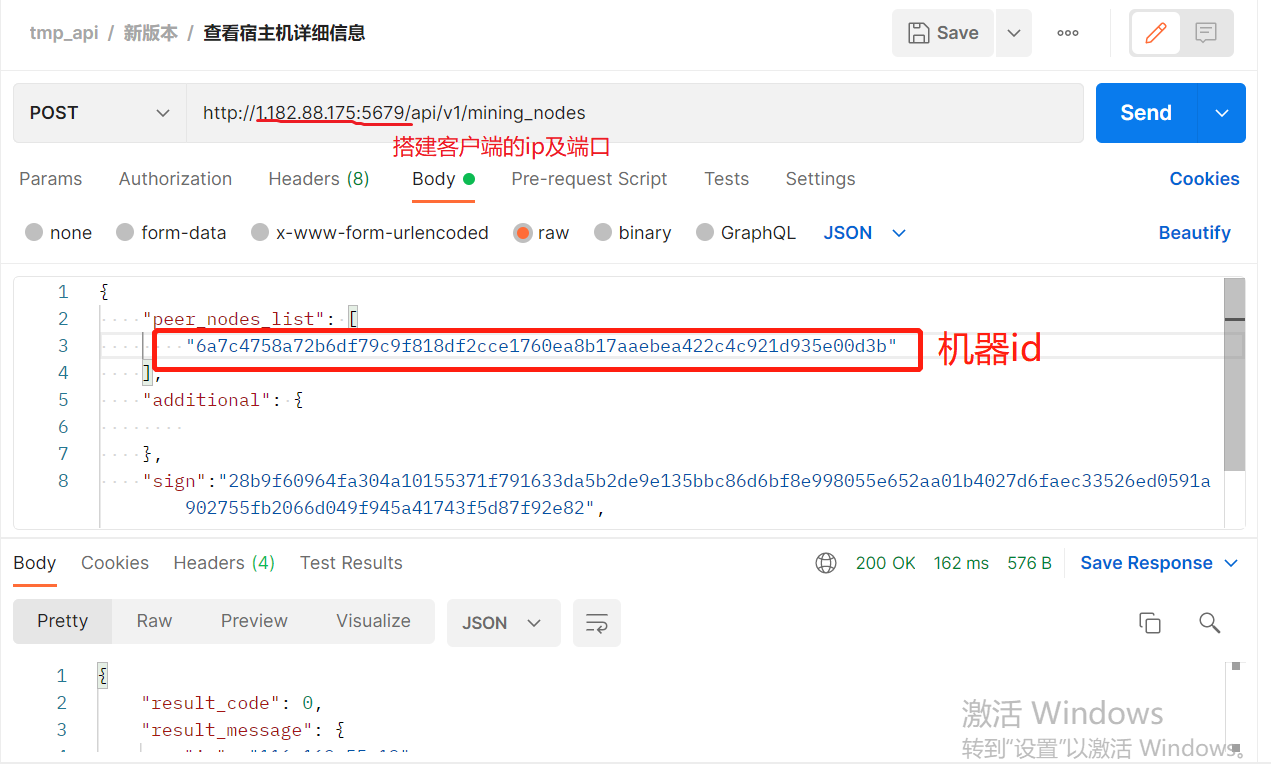 tmp_api / 新版本 / 查看宿主机详细信息 Save
POST http://1.182.88.175:5679/api/v1/mining_nodes Send
搭建客户端的ip及端口
Params Authorization Headers (8) Body Pre-request Script Tests Settings Cookies
none form-data x-www-form-urlencoded raw binary GraphQL JSON Beautify
1 {
2 "peer_nodes_list": [
3 "6a7c4758a72b6df79c9f818df2cce1760ea8b17aaebea422c4c921d935e00d3b" 机器id
4 ],
5 "additional": {
6
7 },
8 "sign":"28b9f60964fa304a10155371f791633da5b2de9e135bbc86d6bf8e998055e652aa01b4027d6faec33526ed0591a
902755fb2066d049f945a41743f5d87f92e82",
Body Cookies Headers (4) Test Results 200 OK 162 ms 576 B Save Response
Pretty Raw Preview Visualize JSON
1 {
2 "result_code": 0,
3 "result_message": {
激活 Windows
转到"设置"以激活 Windows。